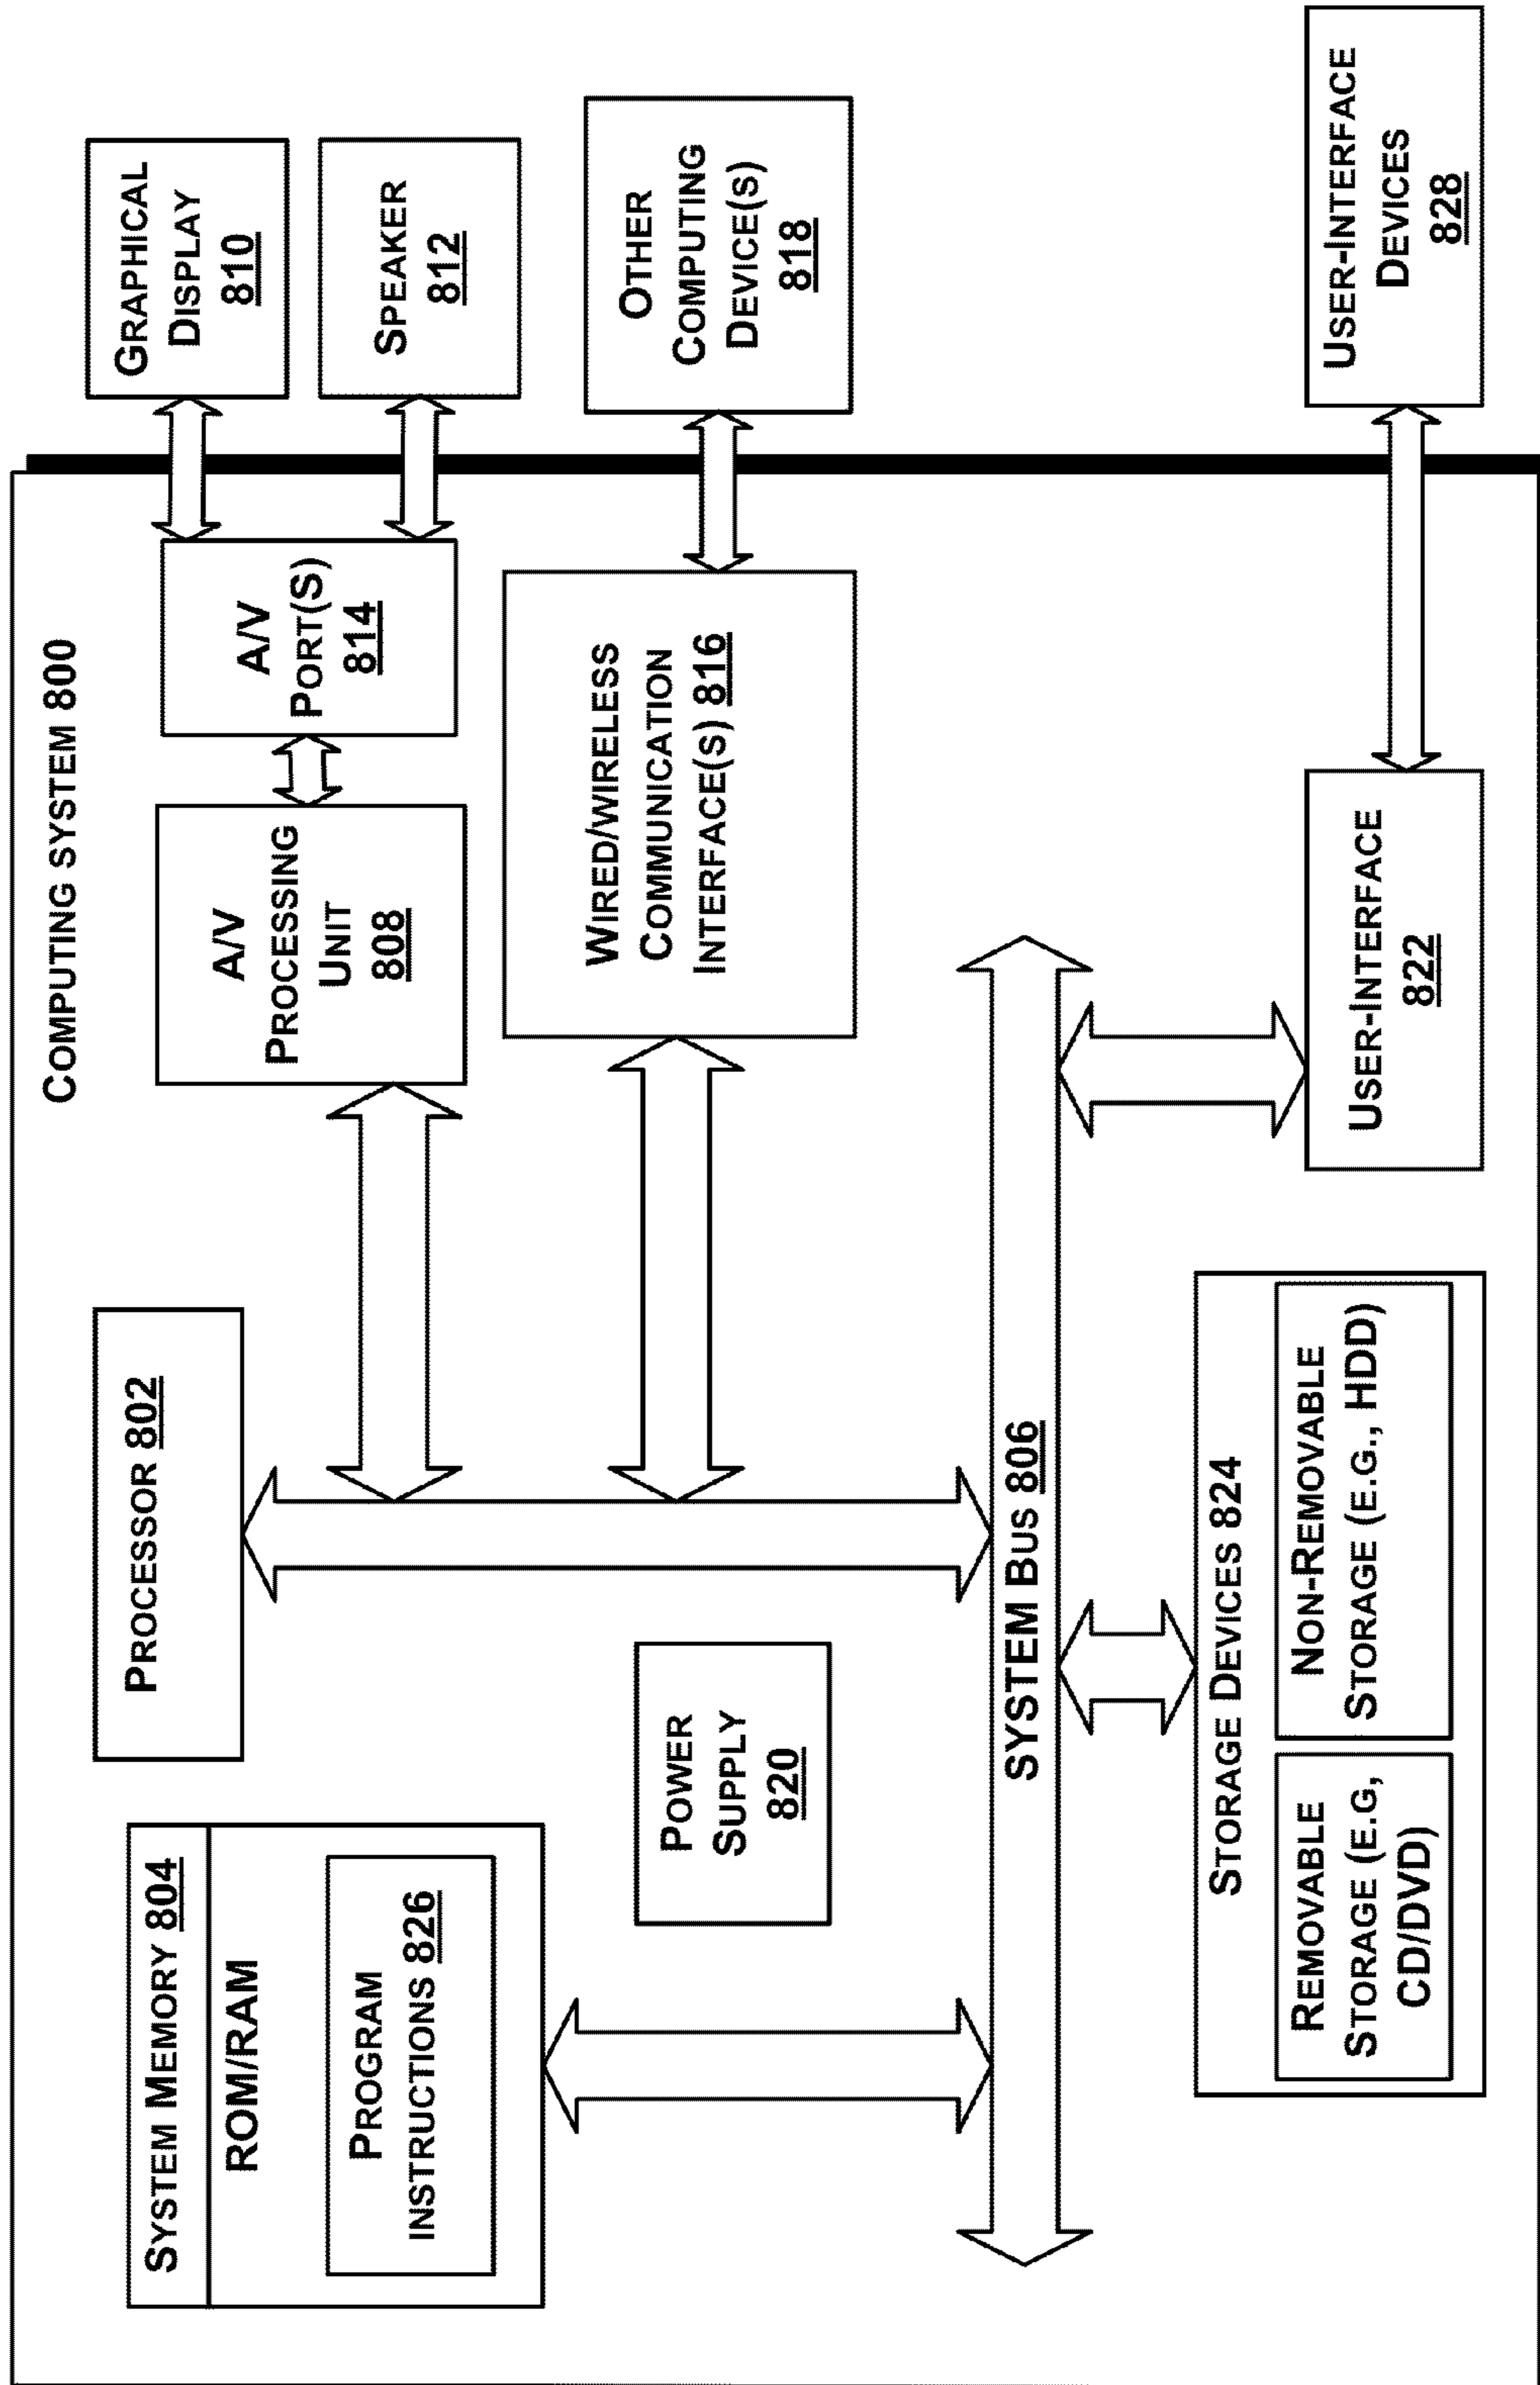 COMPUTING SYSTEM 800
SYSTEM MEMORY 804
ROM/RAM
PROGRAM
INSTRUCTIONS 826
PROCESSOR 802
A/V
PROCESSING
UNIT
808
A/V
PORT(S)
814
GRAPHICAL
DISPLAY
810
SPEAKER
812
POWER
SUPPLY
820
WIRED/WIRELESS
COMMUNICATION
INTERFACE(S) 816
OTHER
COMPUTING
DEVICE(S)
818
SYSTEM BUS 806
STORAGE DEVICES 824
REMOVABLE
STORAGE (E.G,
CD/DVD)
NON-REMOVABLE
STORAGE (E.G., HDD)
USER-INTERFACE
822
USER-INTERFACE
DEVICES
828